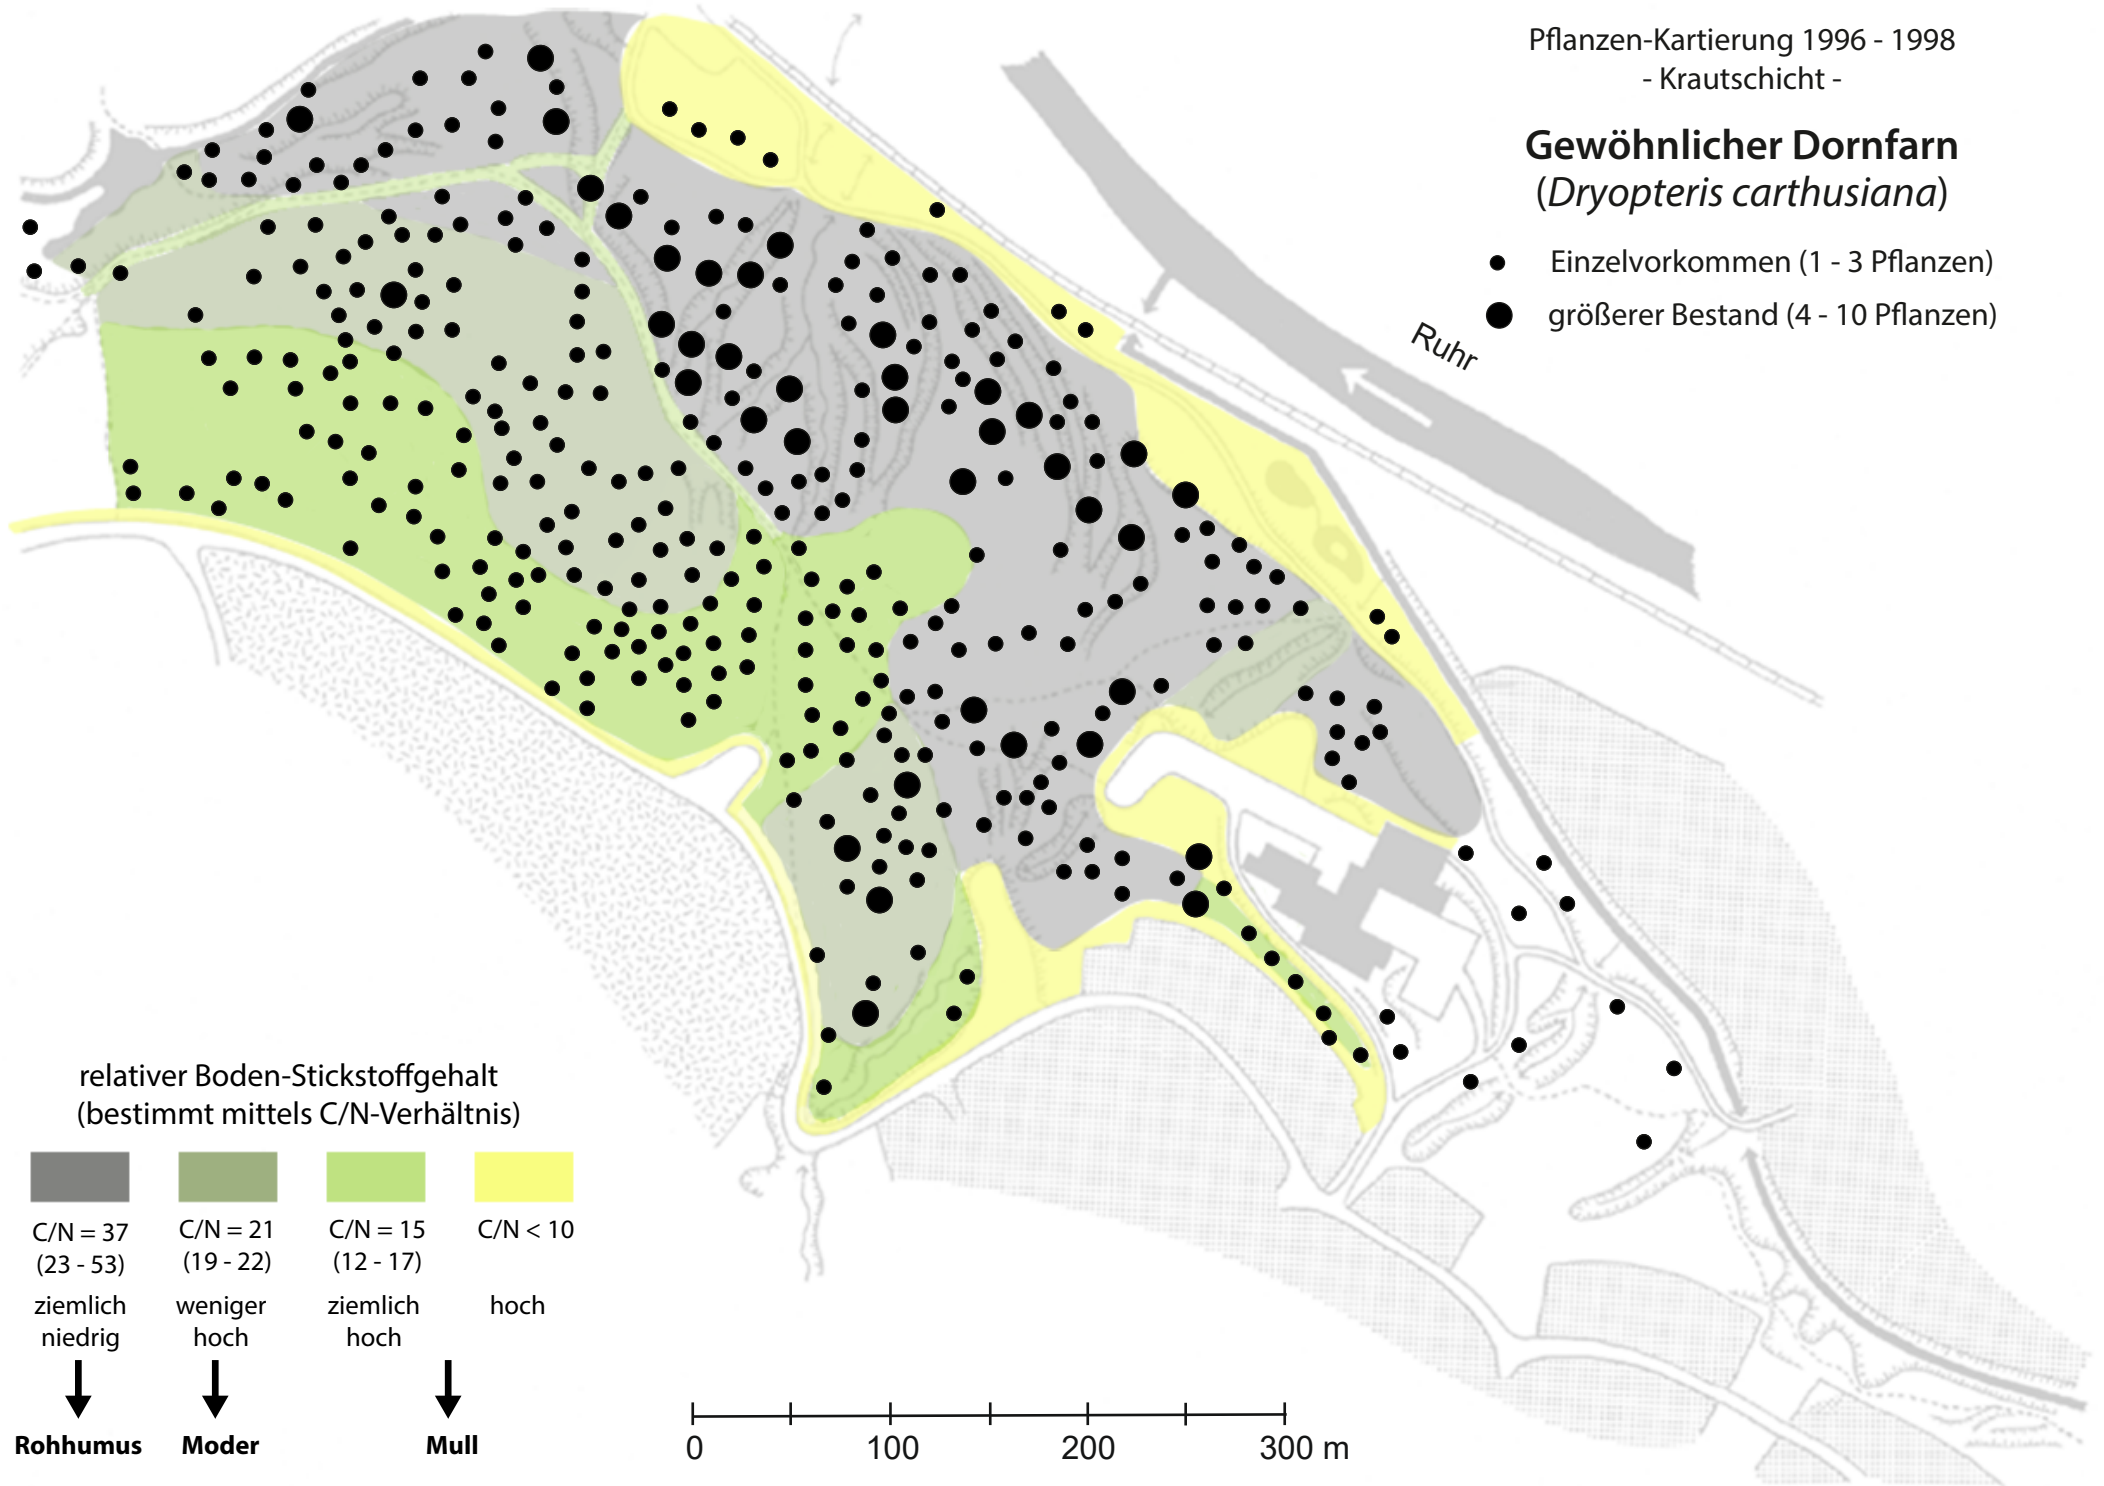 Pflanzen-Kartierung 1996 - 1998
- Krautschicht -
Gewöhnlicher Dornfarn
(Dryopteris carthusiana)
Einzelvorkommen (1 - 3 Pflanzen)
größerer Bestand (4 - 10 Pflanzen)
Ruhr
relativer Boden-Stickstoffgehalt
(bestimmt mittels C/N-Verhältnis)
C/N = 37 C/N = 21 C/N = 15 C/N < 10
(23 - 53) (19 - 22) (12 - 17)
ziemlich weniger ziemlich hoch
niedrig hoch hoch
Rohhumus Moder Mull
0 100 200 300 m